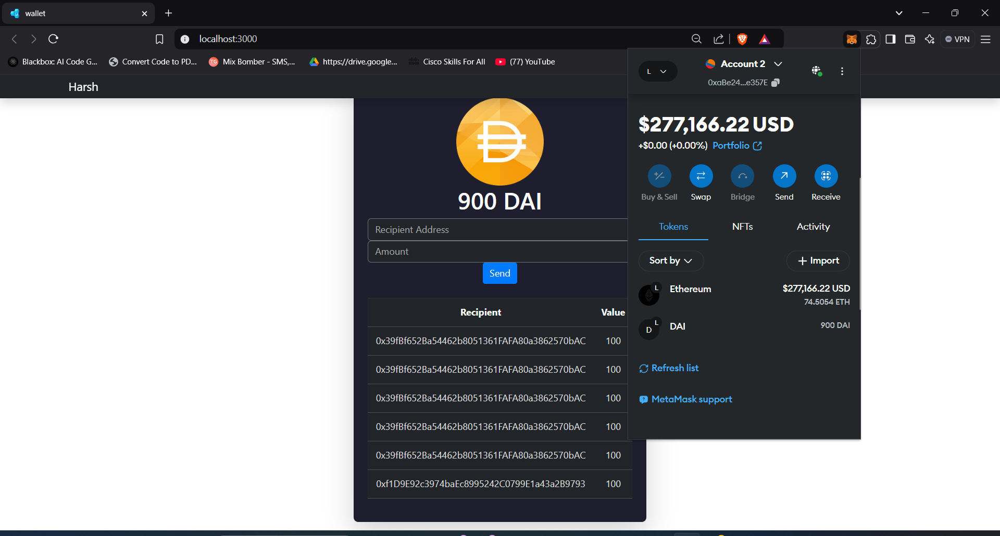 wallet
localhost:3000
VPN
Blackbox: AI Code G...
Convert Code to PD...
TG
Mix Bomber - SMS,...
https://drive.google...
Cisco Skills For All
(77) YouTube
Harsh
900 DAI
Recipient Address
Amount
Send
Recipient Value
0x39fBf652Ba54462b8051361FAFA80a3862570bAC 100
0x39fBf652Ba54462b8051361FAFA80a3862570bAC 100
0x39fBf652Ba54462b8051361FAFA80a3862570bAC 100
0x39fBf652Ba54462b8051361FAFA80a3862570bAC 100
0x39fBf652Ba54462b8051361FAFA80a3862570bAC 100
0xf1D9E92c3974baEc8995242C0799E1a43a2B9793 100
L
Account 2
0xaBe24...e357E
$277,166.22 USD
+$0.00 (+0.00%) Portfolio
Buy & Sell Swap Bridge Send Receive
Tokens NFTs Activity
Sort by
Import
L
Ethereum $277,166.22 USD
74.5054 ETH
L
D
DAI 900 DAI
Refresh list
MetaMask support